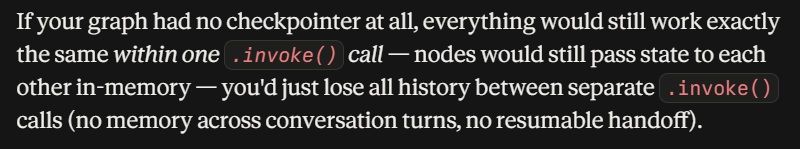 If your graph had no checkpointer at all, everything would still work exactly
the same within one .invoke() call — nodes would still pass state to each
other in-memory — you'd just lose all history between separate .invoke()
calls (no memory across conversation turns, no resumable handoff).